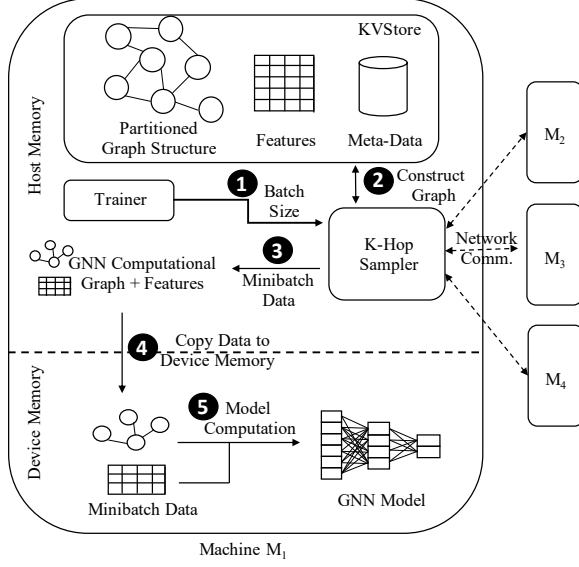 KVStore
Partitioned
Graph Structure
Features
Meta-Data
Host Memory
Trainer
1
Batch
Size
2
Construct
Graph
K-Hop
Sampler
Network
Comm.
M2
M3
M4
3
Minibatch
Data
GNN Computational
Graph + Features
4
Copy Data to
Device Memory
Device Memory
5
Model
Computation
Minibatch Data
GNN Model
Machine M1